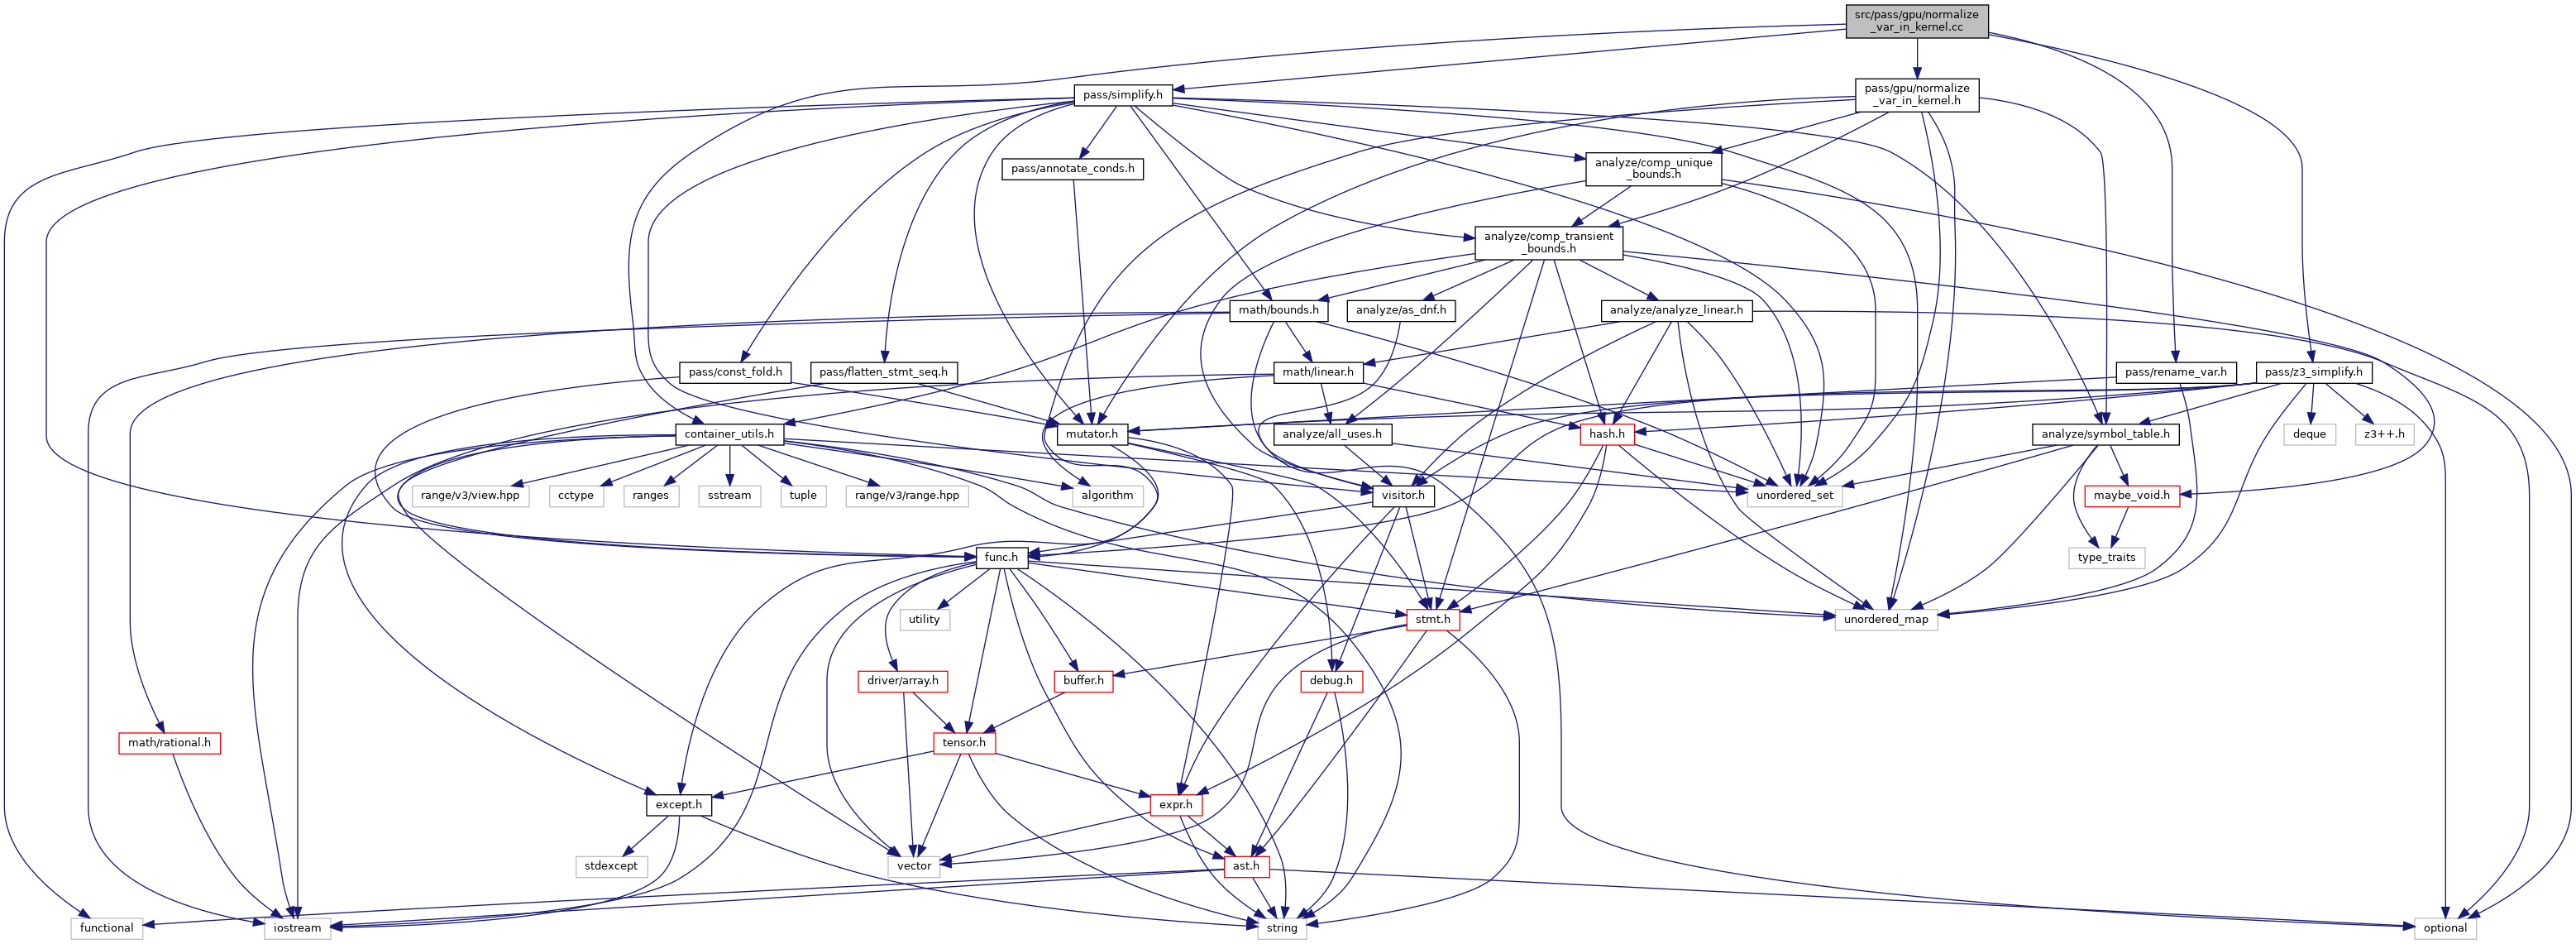 src/pass/gpu/normalize
_var_in_kernel.cc
pass/simplify.h
pass/gpu/normalize
_var_in_kernel.h
pass/annotate_conds.h
analyze/comp_unique
_bounds.h
analyze/comp_transient
_bounds.h
math/bounds.h
analyze/as_dnf.h
analyze/analyze_linear.h
pass/const_fold.h
pass/flatten_stmt_seq.h
math/linear.h
pass/rename_var.h
pass/z3_simplify.h
container_utils.h
mutator.h
analyze/all_uses.h
hash.h
analyze/symbol_table.h
deque
z3++.h
range/v3/view.hpp
cctype
ranges
sstream
tuple
range/v3/range.hpp
algorithm
visitor.h
unordered_set
maybe_void.h
func.h
type_traits
utility
stmt.h
unordered_map
driver/array.h
buffer.h
debug.h
math/rational.h
tensor.h
except.h
expr.h
stdexcept
vector
ast.h
functional
iostream
string
optional